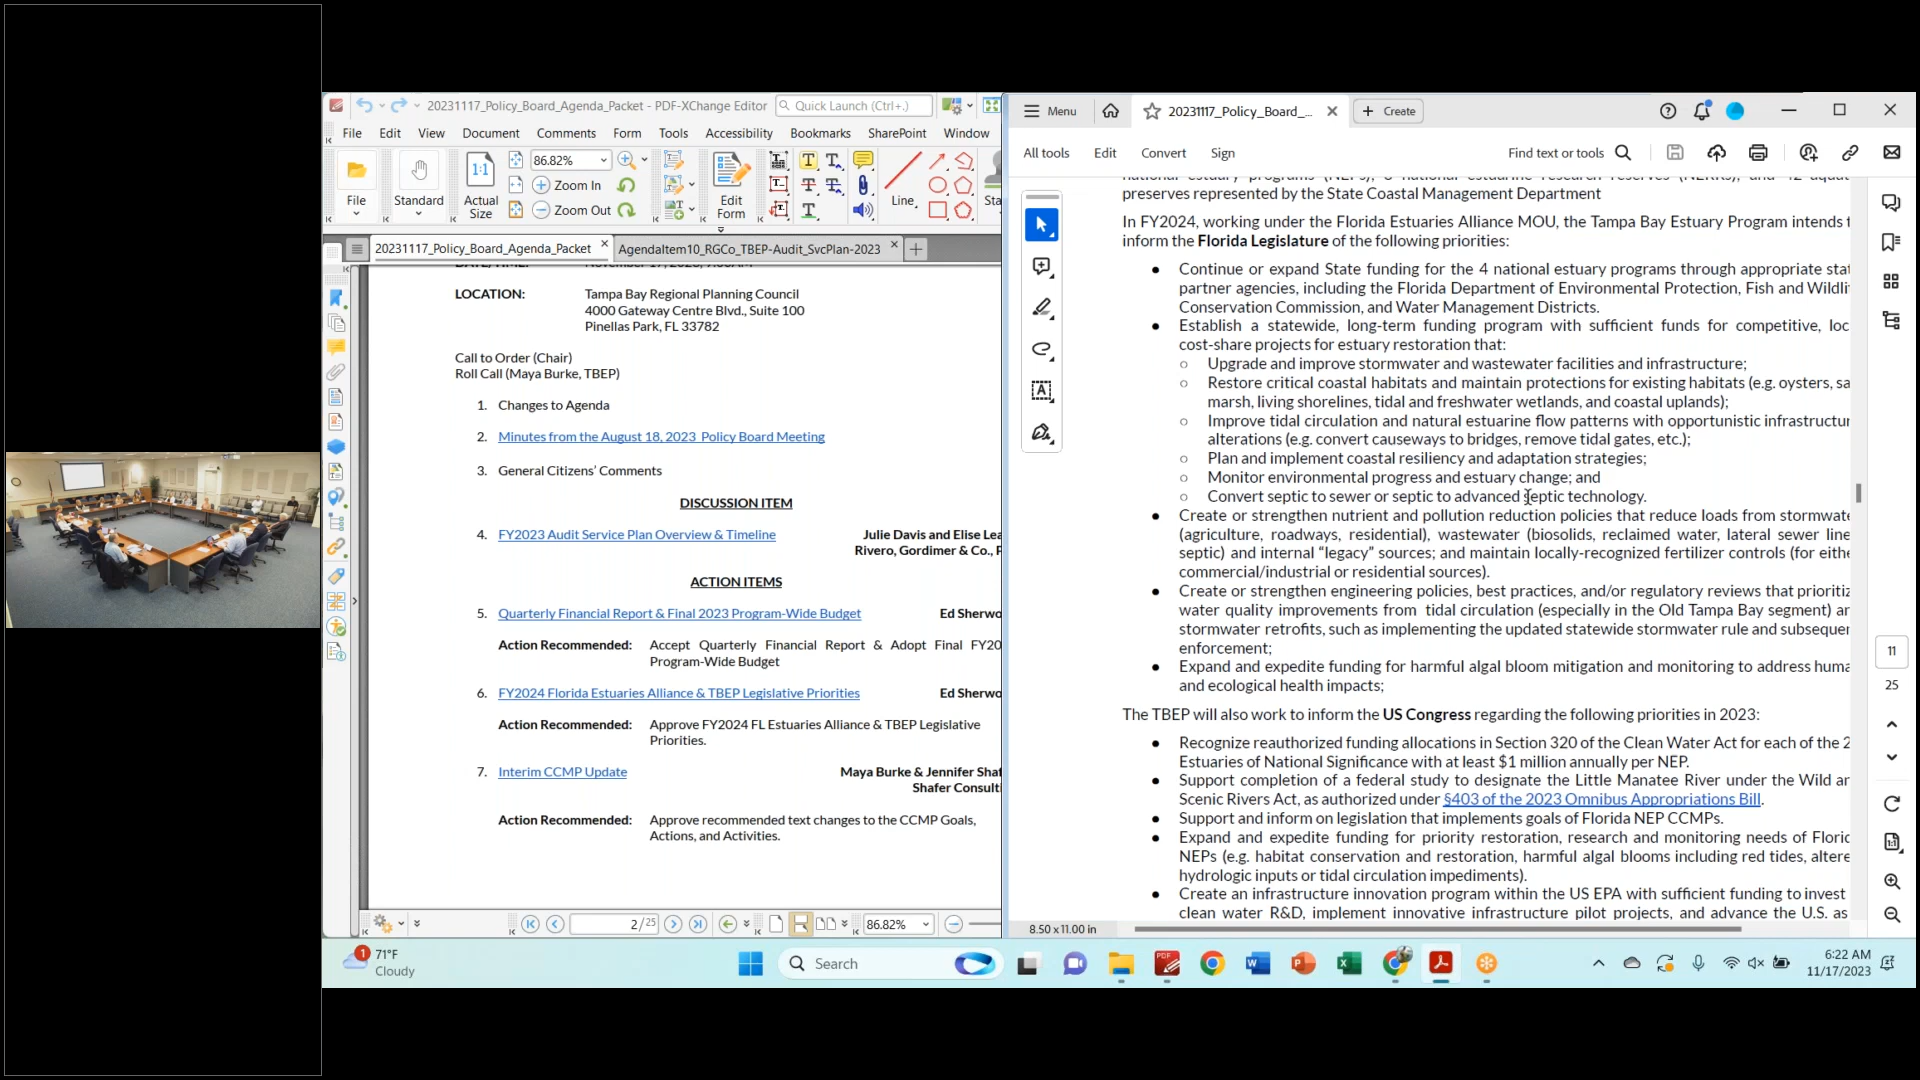 20231117_Policy_Board_Agenda_Packet - PDF-XChange Editor
Quick Launch (Ctrl+.)
File Edit View Document Comments Form Tools Accessibility Bookmarks SharePoint Window
File
Standard
Actual Size
86.82%
Zoom In
Zoom Out
Edit Form
Line
20231117_Policy_Board_Agenda_Packet
AgendaItem10_RGCo_TBEP-Audit_SvcPlan-2023
LOCATION: Tampa Bay Regional Planning Council
4000 Gateway Centre Blvd., Suite 100
Pinellas Park, FL 33782
Call to Order (Chair)
Roll Call (Maya Burke, TBEP)
1. Changes to Agenda
2. Minutes from the August 18, 2023 Policy Board Meeting
3. General Citizens' Comments
DISCUSSION ITEM
4. FY2023 Audit Service Plan Overview & Timeline Julie Davis and Elise Lea
Rivero, Gordimer & Co., P
ACTION ITEMS
5. Quarterly Financial Report & Final 2023 Program-Wide Budget Ed Sherwo
Action Recommended: Accept Quarterly Financial Report & Adopt Final FY20
Program-Wide Budget
6. FY2024 Florida Estuaries Alliance & TBEP Legislative Priorities Ed Sherwo
Action Recommended: Approve FY2024 FL Estuaries Alliance & TBEP Legislative
Priorities.
7. Interim CCMP Update Maya Burke & Jennifer Shaf
Shafer Consulti
Action Recommended: Approve recommended text changes to the CCMP Goals,
Actions, and Activities.
2/25
86.82%
Menu
20231117_Policy_Board_...
Create
All tools Edit Convert Sign
Find text or tools
preserves represented by the State Coastal Management Department
In FY2024, working under the Florida Estuaries Alliance MOU, the Tampa Bay Estuary Program intends t
inform the Florida Legislature of the following priorities:
● Continue or expand State funding for the 4 national estuary programs through appropriate stat
partner agencies, including the Florida Department of Environmental Protection, Fish and Wildli
Conservation Commission, and Water Management Districts.
● Establish a statewide, long-term funding program with sufficient funds for competitive, loc
cost-share projects for estuary restoration that:
○ Upgrade and improve stormwater and wastewater facilities and infrastructure;
○ Restore critical coastal habitats and maintain protections for existing habitats (e.g. oysters, sa
marsh, living shorelines, tidal and freshwater wetlands, and coastal uplands);
○ Improve tidal circulation and natural estuarine flow patterns with opportunistic infrastructur
alterations (e.g. convert causeways to bridges, remove tidal gates, etc.);
○ Plan and implement coastal resiliency and adaptation strategies;
○ Monitor environmental progress and estuary change; and
○ Convert septic to sewer or septic to advanced septic technology.
● Create or strengthen nutrient and pollution reduction policies that reduce loads from stormwate
(agriculture, roadways, residential), wastewater (biosolids, reclaimed water, lateral sewer line
septic) and internal “legacy” sources; and maintain locally-recognized fertilizer controls (for eithe
commercial/industrial or residential sources).
● Create or strengthen engineering policies, best practices, and/or regulatory reviews that prioritiz
water quality improvements from tidal circulation (especially in the Old Tampa Bay segment) an
stormwater retrofits, such as implementing the updated statewide stormwater rule and subsequen
enforcement;
● Expand and expedite funding for harmful algal bloom mitigation and monitoring to address huma
and ecological health impacts;
The TBEP will also work to inform the US Congress regarding the following priorities in 2023:
● Recognize reauthorized funding allocations in Section 320 of the Clean Water Act for each of the 2
Estuaries of National Significance with at least $1 million annually per NEP.
● Support completion of a federal study to designate the Little Manatee River under the Wild an
Scenic Rivers Act, as authorized under §403 of the 2023 Omnibus Appropriations Bill.
● Support and inform on legislation that implements goals of Florida NEP CCMPs.
● Expand and expedite funding for priority restoration, research and monitoring needs of Floric
NEPs (e.g. habitat conservation and restoration, harmful algal blooms including red tides, altere
hydrologic inputs or tidal circulation impediments).
● Create an infrastructure innovation program within the US EPA with sufficient funding to invest
clean water R&D, implement innovative infrastructure pilot projects, and advance the U.S. as
8.50 x 11.00 in
11
25
1
71°F
Cloudy
Search
6:22 AM
11/17/2023